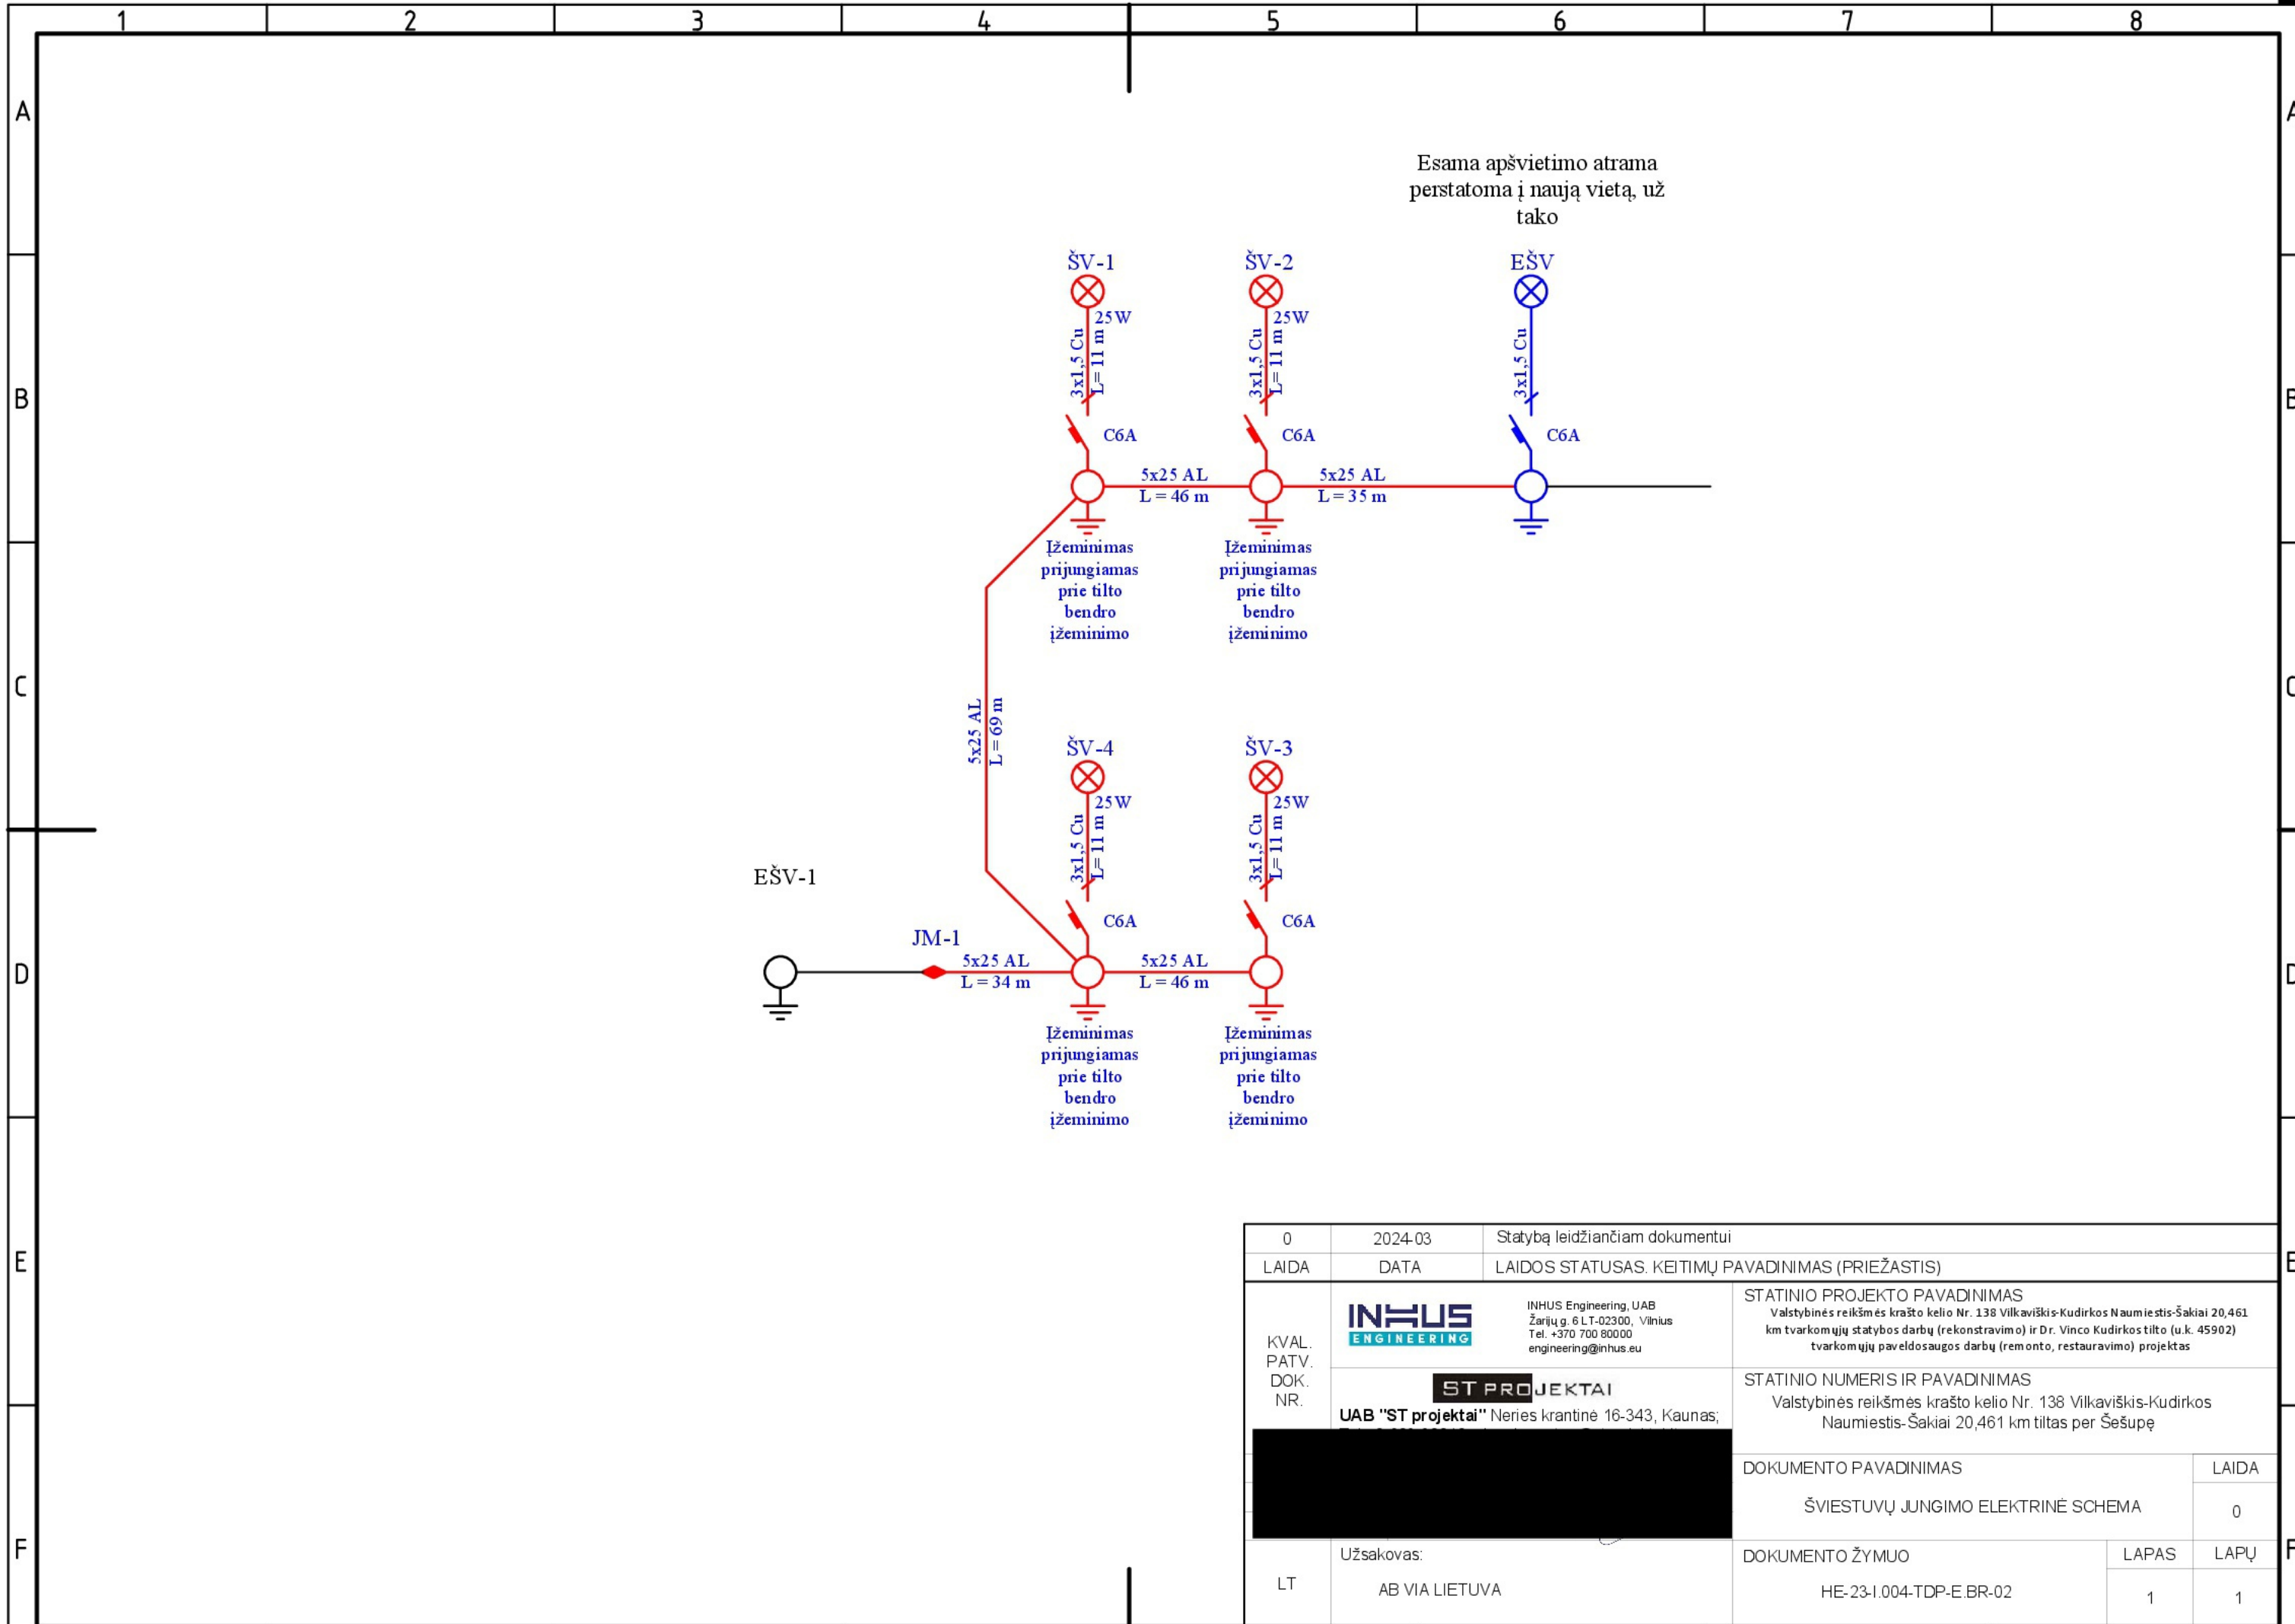 1 2 3 4 5 6 7 8
A A
B B
C C
D D
E E
F F
Esama apšvietimo atrama
perstatoma į naują vietą, už
tako
ŠV-1
25W
3x1,5 Cu
L= 11 m
C6A
ŠV-2
25W
3x1,5 Cu
L= 11 m
C6A
EŠV
3x1,5 Cu
C6A
5x25 AL
L = 46 m
5x25 AL
L = 35 m
Įžeminimas
prijungiamas
prie tilto
bendro
įžeminimo
Įžeminimas
prijungiamas
prie tilto
bendro
įžeminimo
5x25 AL
L = 69 m
ŠV-4
25W
3x1,5 Cu
L= 11 m
C6A
ŠV-3
25W
3x1,5 Cu
L= 11 m
C6A
EŠV-1
JM-1
5x25 AL
L = 34 m
5x25 AL
L = 46 m
Įžeminimas
prijungiamas
prie tilto
bendro
įžeminimo
Įžeminimas
prijungiamas
prie tilto
bendro
įžeminimo
0 2024-03 Statybą leidžiančiam dokumentui
LAIDA DATA LAIDOS STATUSAS. KEITIMŲ PAVADINIMAS (PRIEŽASTIS)
KVAL.
PATV.
DOK.
NR.
INHUS
ENGINEERING
INHUS Engineering, UAB
Žarijų g. 6 LT-02300, Vilnius
Tel. +370 700 80000
engineering@inhus.eu
STATINIO PROJEKTO PAVADINIMAS
Valstybinės reikšmės krašto kelio Nr. 138 Vilkaviškis-Kudirkos Naumiestis-Šakiai 20,461
km tvarkomųjų statybos darbų (rekonstravimo) ir Dr. Vinco Kudirkos tilto (u.k. 45902)
tvarkomųjų paveldosaugos darbų (remonto, restauravimo) projektas
ST PROJEKTAI
UAB "ST projektai" Neries krantinė 16-343, Kaunas;
STATINIO NUMERIS IR PAVADINIMAS
Valstybinės reikšmės krašto kelio Nr. 138 Vilkaviškis-Kudirkos
Naumiestis-Šakiai 20,461 km tiltas per Šešupę
DOKUMENTO PAVADINIMAS LAIDA
ŠVIESTUVŲ JUNGIMO ELEKTRINĖ SCHEMA 0
LT
Užsakovas:
AB VIA LIETUVA
DOKUMENTO ŽYMUO LAPAS LAPŲ
HE-23-I.004-TDP-E.BR-02 1 1